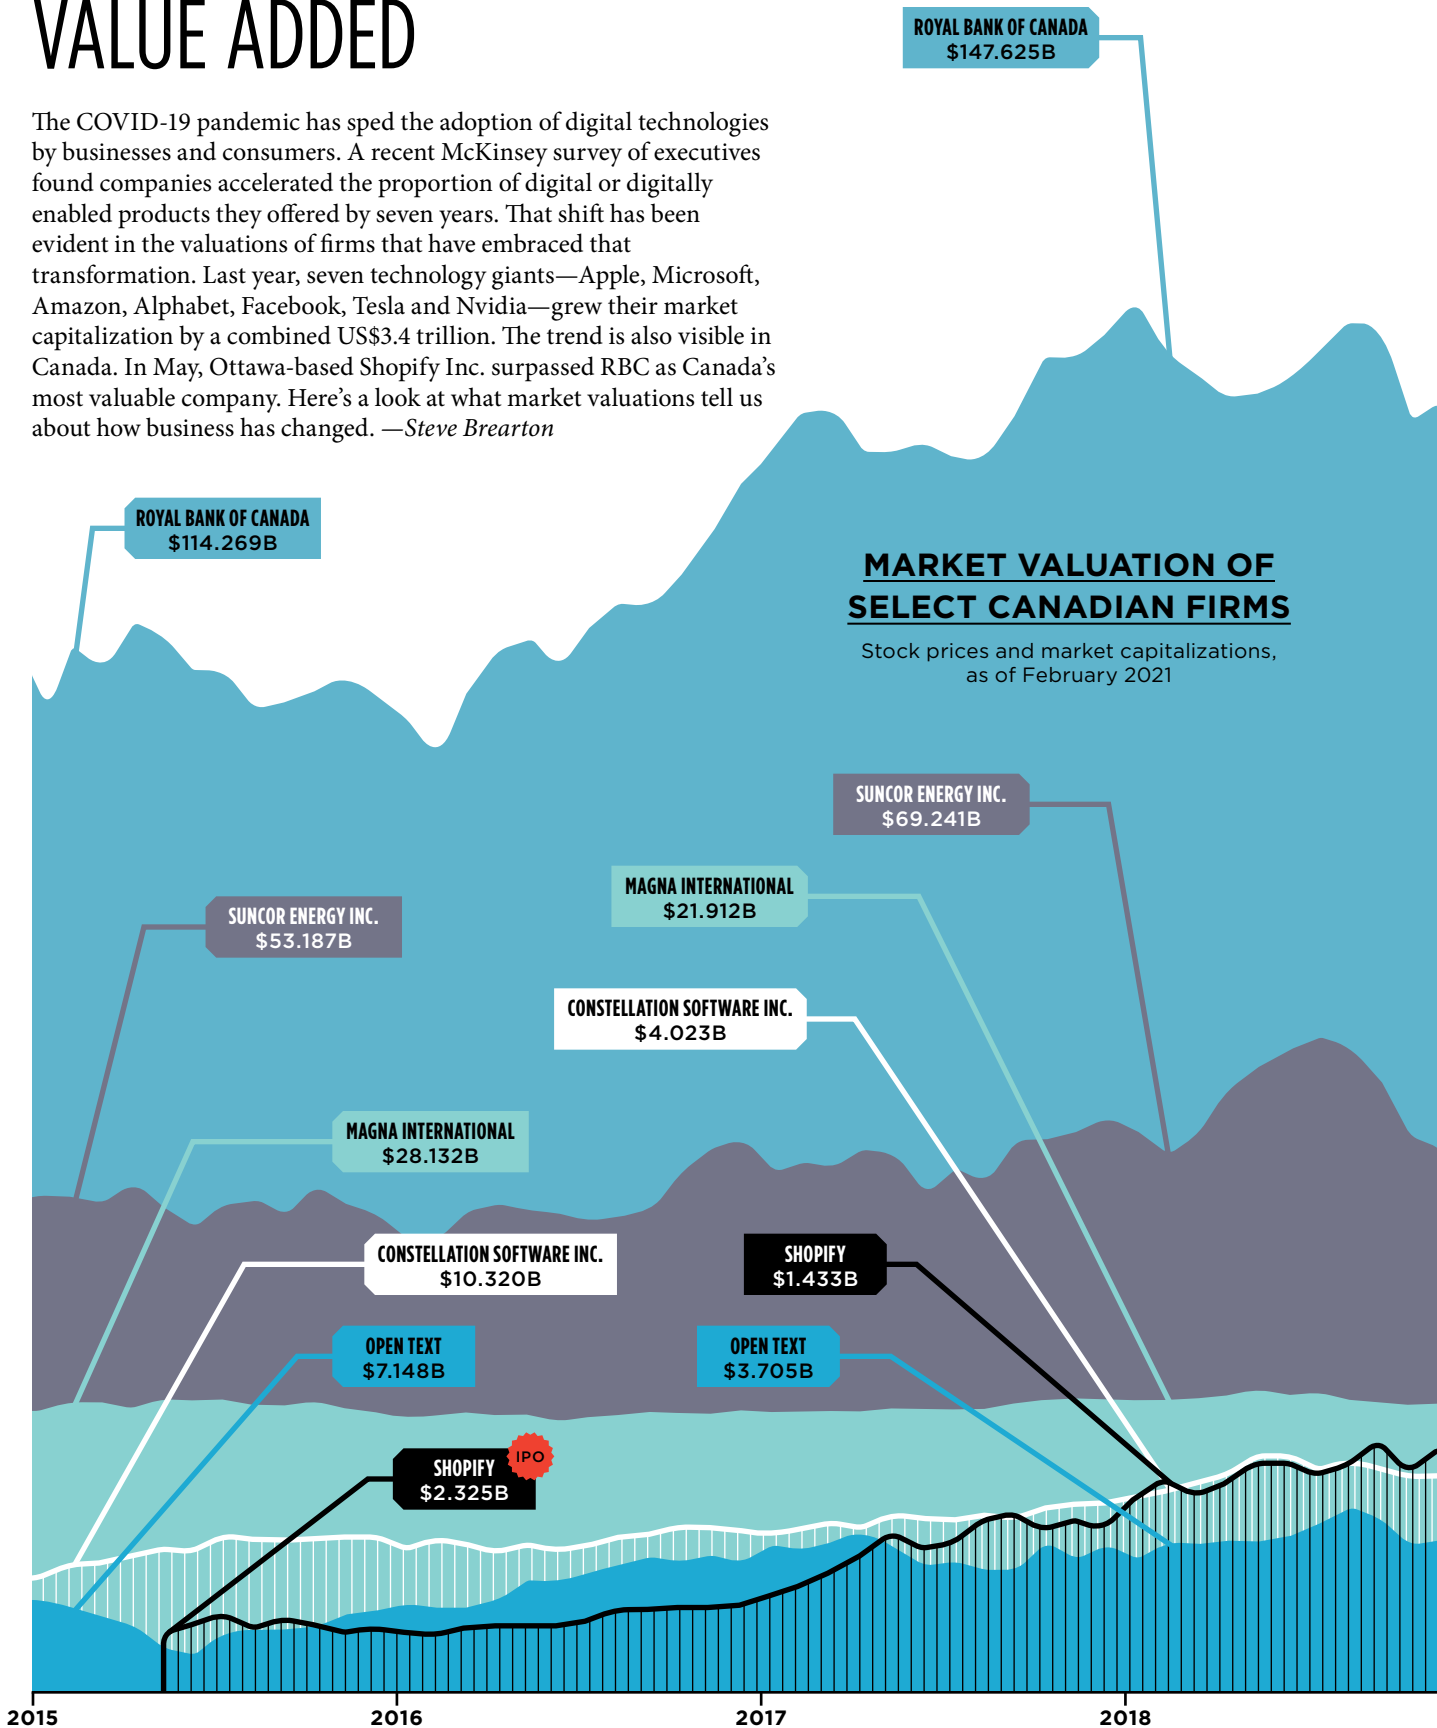 VALUE ADDED
The COVID-19 pandemic has sped the adoption of digital technologies
by businesses and consumers. A recent McKinsey survey of executives
found companies accelerated the proportion of digital or digitally
enabled products they offered by seven years. That shift has been
evident in the valuations of firms that have embraced that
transformation. Last year, seven technology giants—Apple, Microsoft,
Amazon, Alphabet, Facebook, Tesla and Nvidia—grew their market
capitalization by a combined US$3.4 trillion. The trend is also visible in
Canada. In May, Ottawa-based Shopify Inc. surpassed RBC as Canada’s
most valuable company. Here’s a look at what market valuations tell us
about how business has changed. —Steve Brearton
ROYAL BANK OF CANADA
$147.625B
ROYAL BANK OF CANADA
$114.269B
MARKET VALUATION OF
SELECT CANADIAN FIRMS
Stock prices and market capitalizations,
as of February 2021
SUNCOR ENERGY INC.
$69.241B
MAGNA INTERNATIONAL
$21.912B
SUNCOR ENERGY INC.
$53.187B
CONSTELLATION SOFTWARE INC.
$4.023B
MAGNA INTERNATIONAL
$28.132B
CONSTELLATION SOFTWARE INC.
$10.320B
SHOPIFY
$1.433B
OPEN TEXT
$7.148B
OPEN TEXT
$3.705B
SHOPIFY
$2.325B
IPO
2015
2016
2017
2018